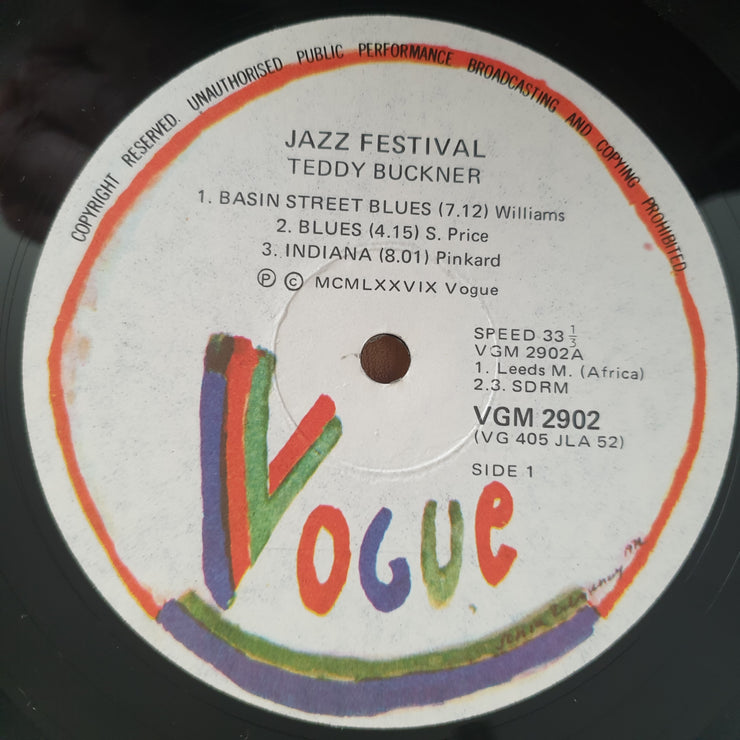 COPYRIGHT RESERVED. UNAUTHORISED PUBLIC PERFORMANCE BROADCASTING AND COPYING PROHIBITED.
JAZZ FESTIVAL
TEDDY BUCKNER
1. BASIN STREET BLUES (7.12) Williams
2. BLUES (4.15) S. Price
3. INDIANA (8.01) Pinkard
Ⓟ © MCMLXXVIX Vogue
SPEED 33 1/3
VGM 2902A
1. Leeds M. (Africa)
2.3. SDRM
VGM 2902
(VG 405 JLA 52)
SIDE 1
VOGUE